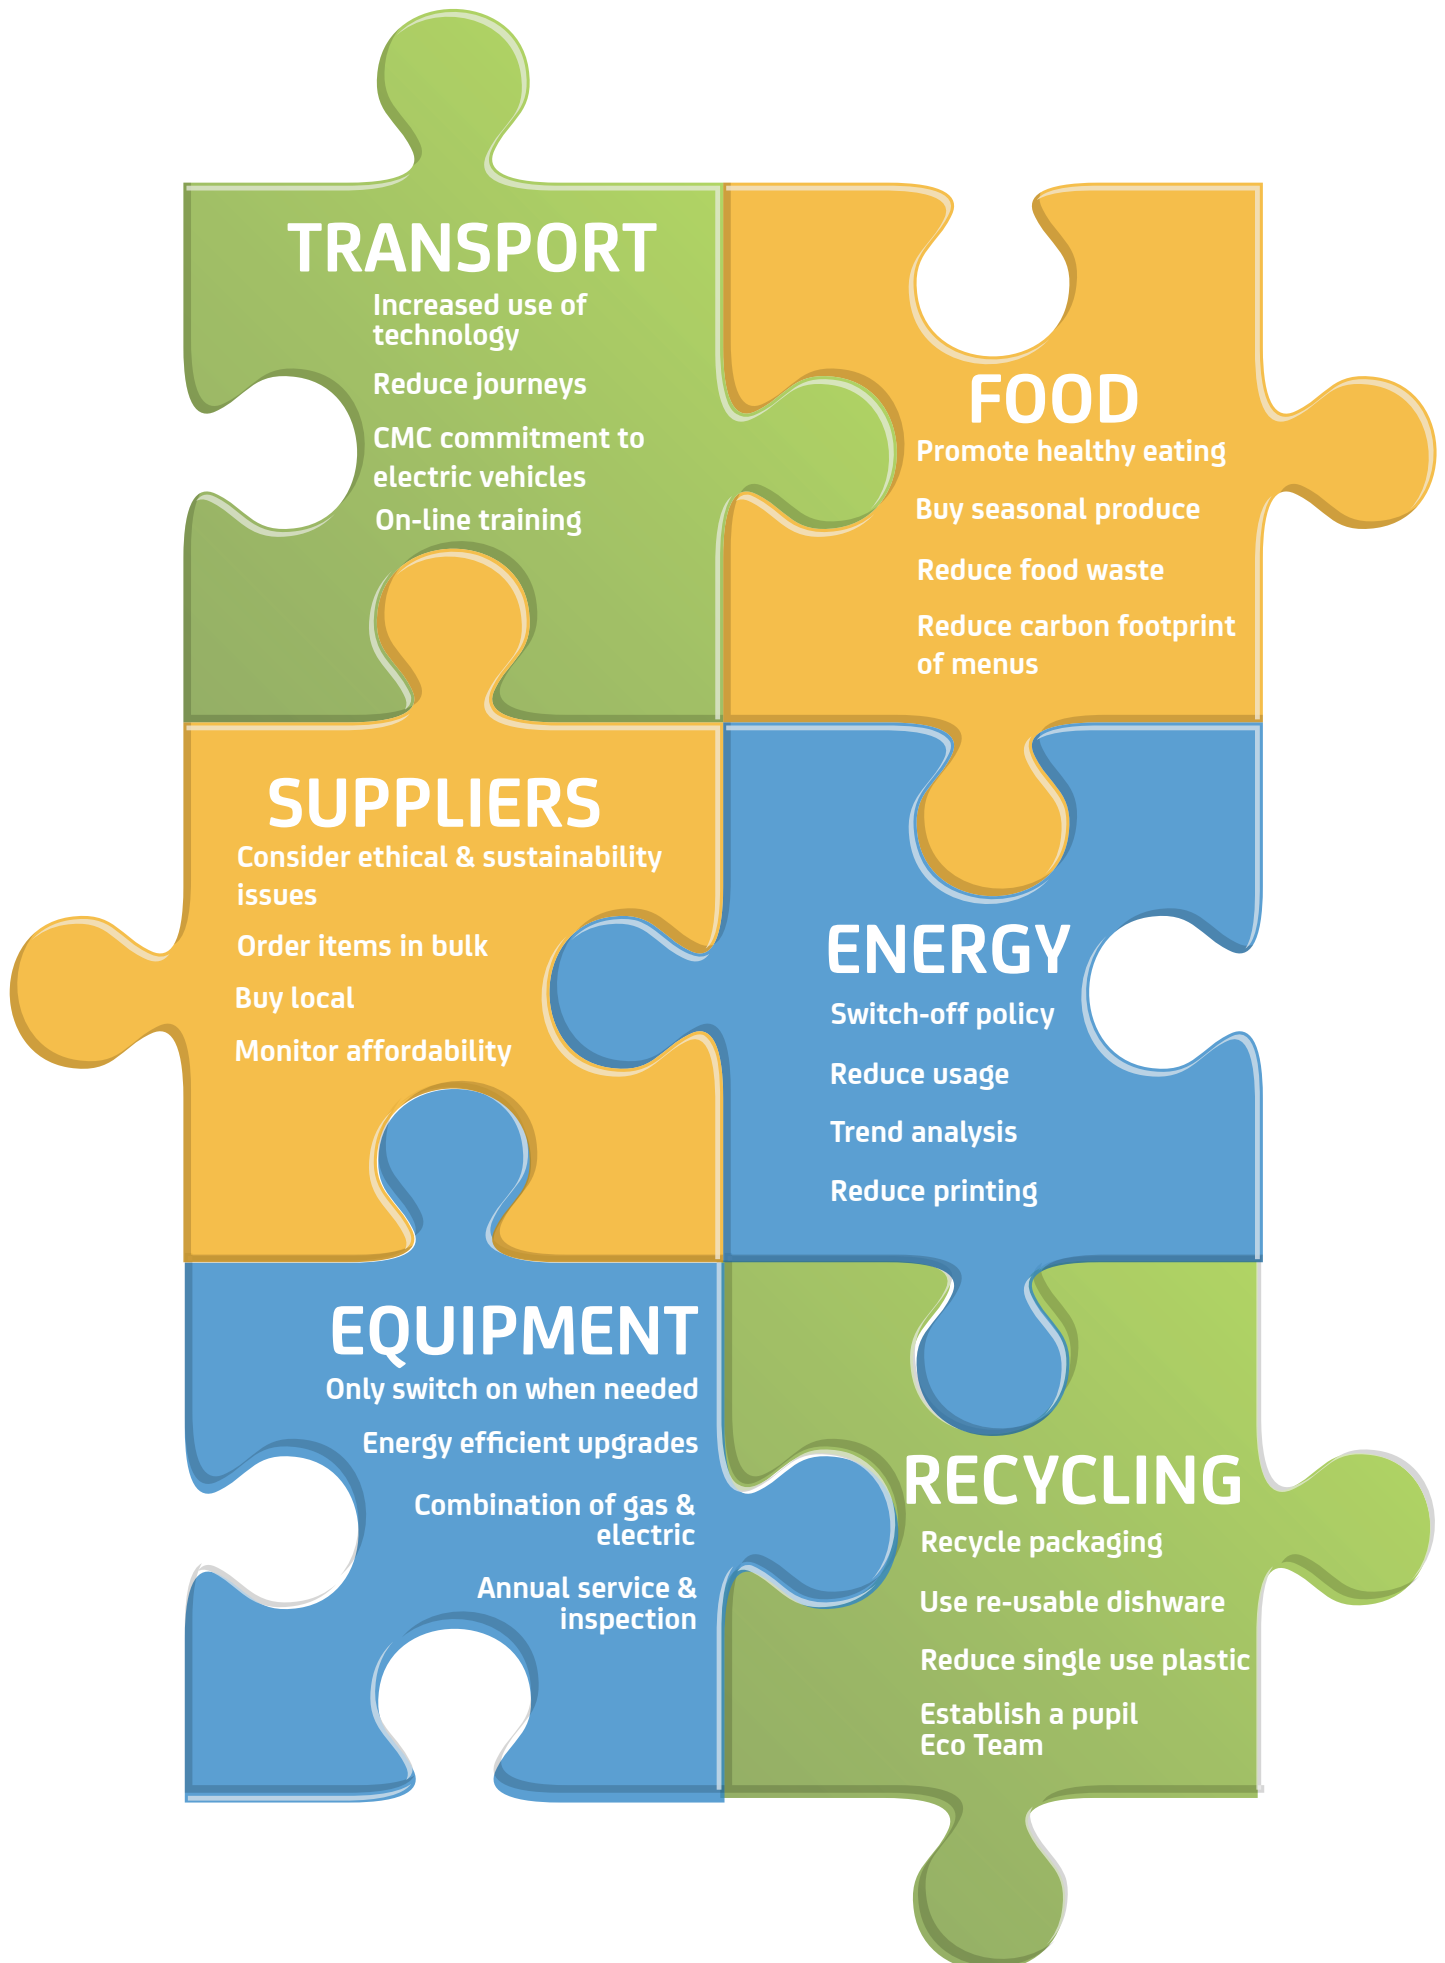 TRANSPORT
Increased use of
technology
Reduce journeys
CMC commitment to
electric vehicles
On-line training
FOOD
Promote healthy eating
Buy seasonal produce
Reduce food waste
Reduce carbon footprint
of menus
SUPPLIERS
Consider ethical & sustainability
issues
Order items in bulk
Buy local
Monitor affordability
ENERGY
Switch-off policy
Reduce usage
Trend analysis
Reduce printing
EQUIPMENT
Only switch on when needed
Energy efficient upgrades
Combination of gas &
electric
Annual service &
inspection
RECYCLING
Recycle packaging
Use re-usable dishware
Reduce single use plastic
Establish a pupil
Eco Team